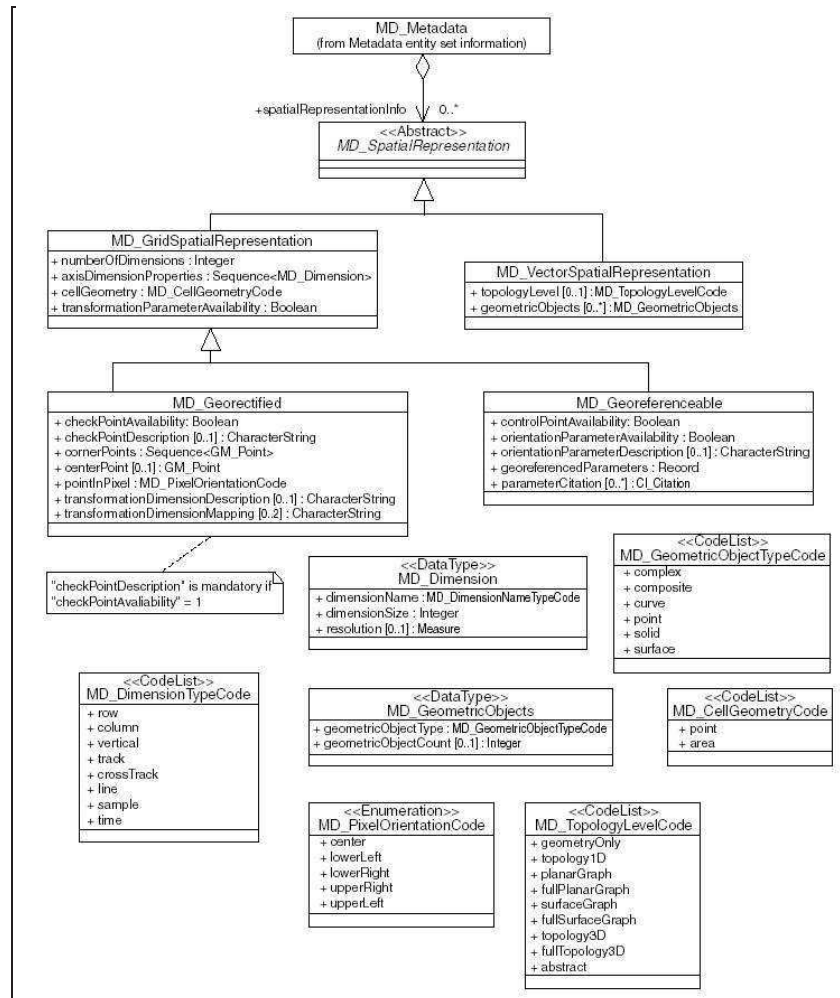 MD_Metadata
(from Metadata entity set information)
+spatialRepresentationInfo 0..*
<<Abstract>>
MD_SpatialRepresentation
MD_GridSpatialRepresentation
+ numberOfDimensions : Integer
+ axisDimensionProperties : Sequence<MD_Dimension>
+ cellGeometry : MD_CellGeometryCode
+ transformationParameterAvailability : Boolean
MD_VectorSpatialRepresentation
+ topologyLevel [0..1] : MD_TopologyLevelCode
+ geometricObjects [0..*] : MD_GeometricObjects
MD_Georectified
+ checkPointAvailability: Boolean
+ checkPointDescription [0..1] : CharacterString
+ cornerPoints : Sequence<GM_Point>
+ centerPoint [0..1] : GM_Point
+ pointInPixel : MD_PixelOrientationCode
+ transformationDimensionDescription [0..1] : CharacterString
+ transformationDimensionMapping [0..2] : CharacterString
MD_Georeferenceable
+ controlPointAvailability: Boolean
+ orientationParameterAvailability : Boolean
+ orientationParameterDescription [0..1] : CharacterString
+ georeferencedParameters : Record
+ parameterCitation [0..*] : CI_Citation
"checkPointDescription" is mandatory if
"checkPointAvaliability" = 1
<<DataType>>
MD_Dimension
+ dimensionName : MD_DimensionNameTypeCode
+ dimensionSize : Integer
+ resolution [0..1] : Measure
<<CodeList>>
MD_GeometricObjectTypeCode
+ complex
+ composite
+ curve
+ point
+ solid
+ surface
<<CodeList>>
MD_DimensionTypeCode
+ row
+ column
+ vertical
+ track
+ crossTrack
+ line
+ sample
+ time
<<DataType>>
MD_GeometricObjects
+ geometricObjectType : MD_GeometricObjectTypeCode
+ geometricObjectCount [0..1] : Integer
<<CodeList>>
MD_CellGeometryCode
+ point
+ area
<<Enumeration>>
MD_PixelOrientationCode
+ center
+ lowerLeft
+ lowerRight
+ upperRight
+ upperLeft
<<CodeList>>
MD_TopologyLevelCode
+ geometryOnly
+ topology1D
+ planarGraph
+ fullPlanarGraph
+ surfaceGraph
+ fullSurfaceGraph
+ topology3D
+ fullTopology3D
+ abstract